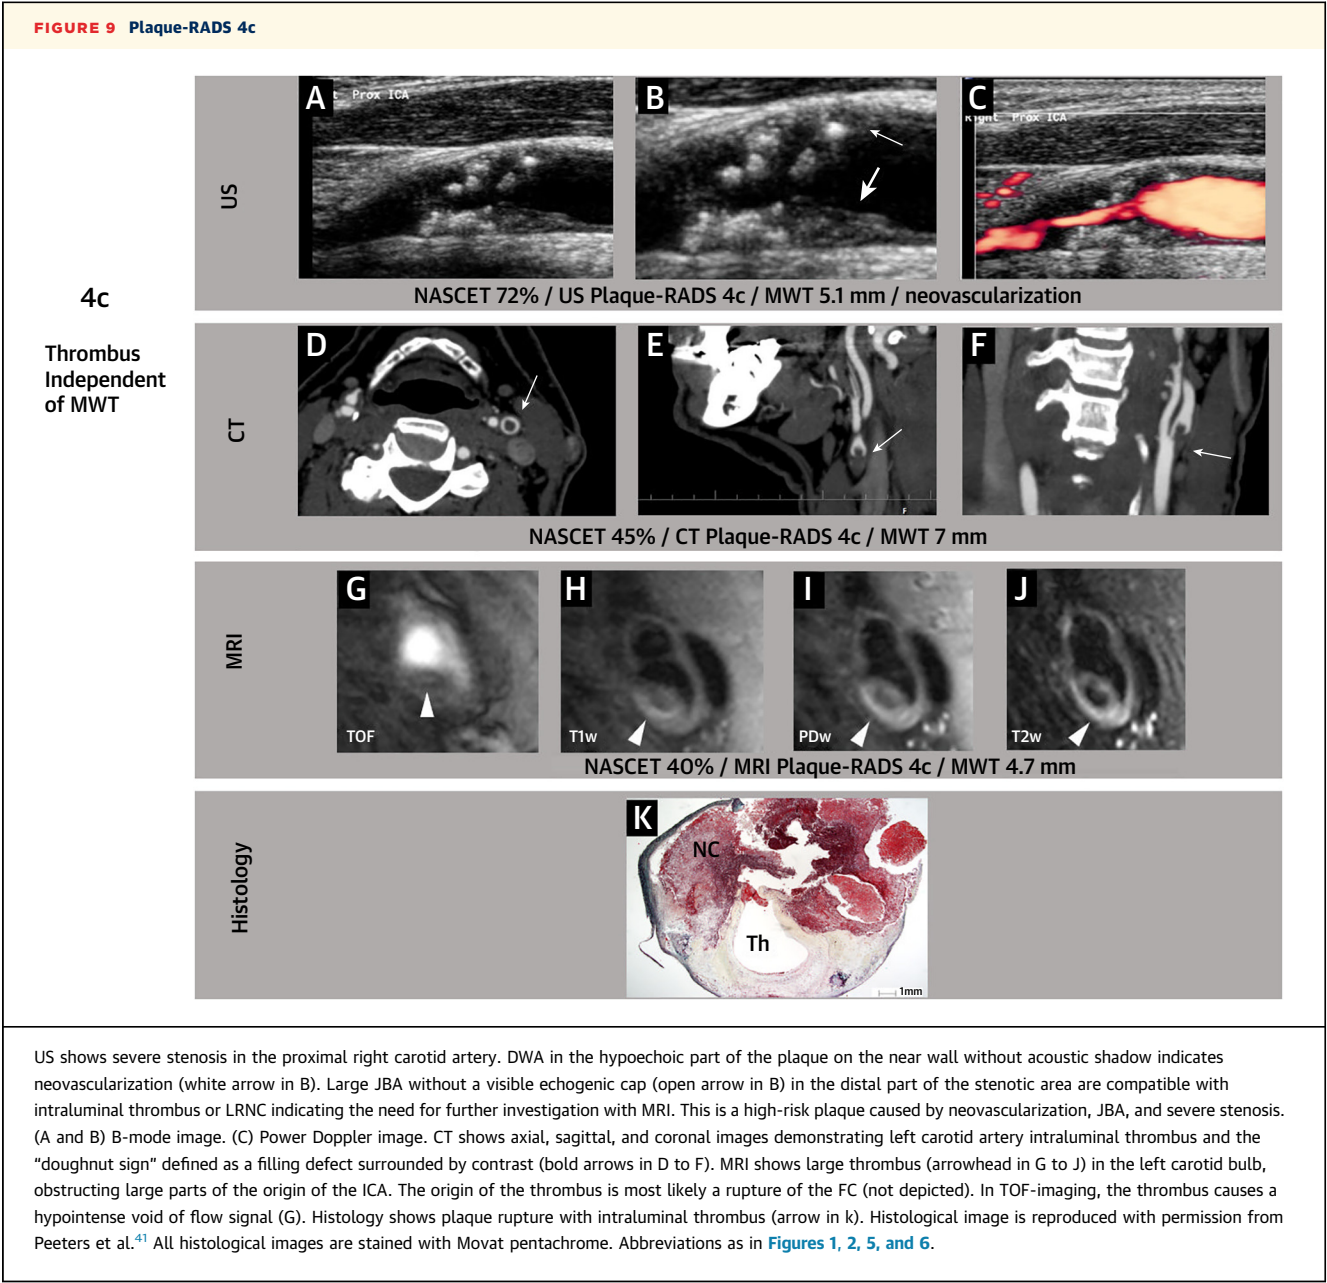 FIGURE 9 Plaque-RADS 4c
A
t Prox ICA
B
C
Right Prox ICA
US
NASCET 72% / US Plaque-RADS 4c / MWT 5.1 mm / neovascularization
4c
Thrombus
Independent
of MWT
D
E
F
F
CT
NASCET 45% / CT Plaque-RADS 4c / MWT 7 mm
G
H
I
J
MRI
TOF
T1w
PDw
T2w
NASCET 40% / MRI Plaque-RADS 4c / MWT 4.7 mm
K
NC
Histology
Th
1mm
US shows severe stenosis in the proximal right carotid artery. DWA in the hypoechoic part of the plaque on the near wall without acoustic shadow indicates
neovascularization (white arrow in B). Large JBA without a visible echogenic cap (open arrow in B) in the distal part of the stenotic area are compatible with
intraluminal thrombus or LRNC indicating the need for further investigation with MRI. This is a high-risk plaque caused by neovascularization, JBA, and severe stenosis.
(A and B) B-mode image. (C) Power Doppler image. CT shows axial, sagittal, and coronal images demonstrating left carotid artery intraluminal thrombus and the
“doughnut sign” defined as a filling defect surrounded by contrast (bold arrows in D to F). MRI shows large thrombus (arrowhead in G to J) in the left carotid bulb,
obstructing large parts of the origin of the ICA. The origin of the thrombus is most likely a rupture of the FC (not depicted). In TOF-imaging, the thrombus causes a
hypointense void of flow signal (G). Histology shows plaque rupture with intraluminal thrombus (arrow in k). Histological image is reproduced with permission from
Peeters et al.41 All histological images are stained with Movat pentachrome. Abbreviations as in Figures 1, 2, 5, and 6.